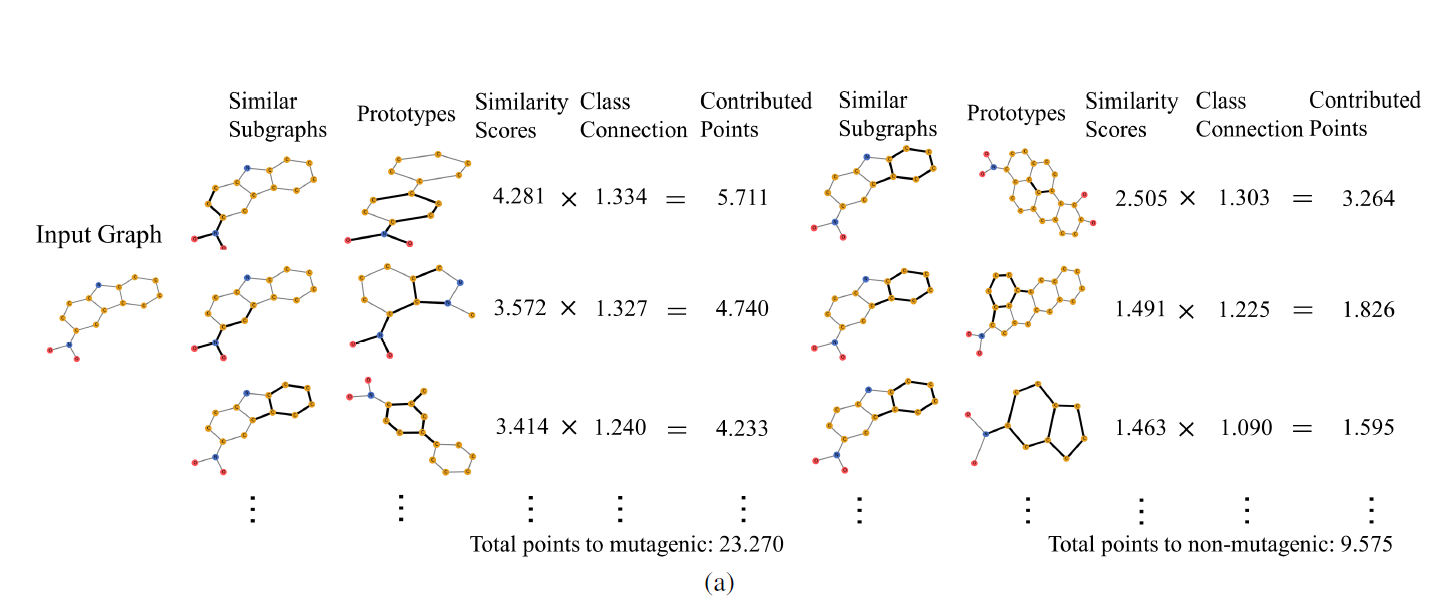 Similar Subgraphs Prototypes Similarity Scores Class Connection Contributed Points Similar Subgraphs Prototypes Similarity Scores Class Connection Contributed Points
4.281 × 1.334 = 5.711 2.505 × 1.303 = 3.264
Input Graph
3.572 × 1.327 = 4.740 1.491 × 1.225 = 1.826
3.414 × 1.240 = 4.233 1.463 × 1.090 = 1.595
Total points to mutagenic: 23.270 Total points to non-mutagenic: 9.575
(a)